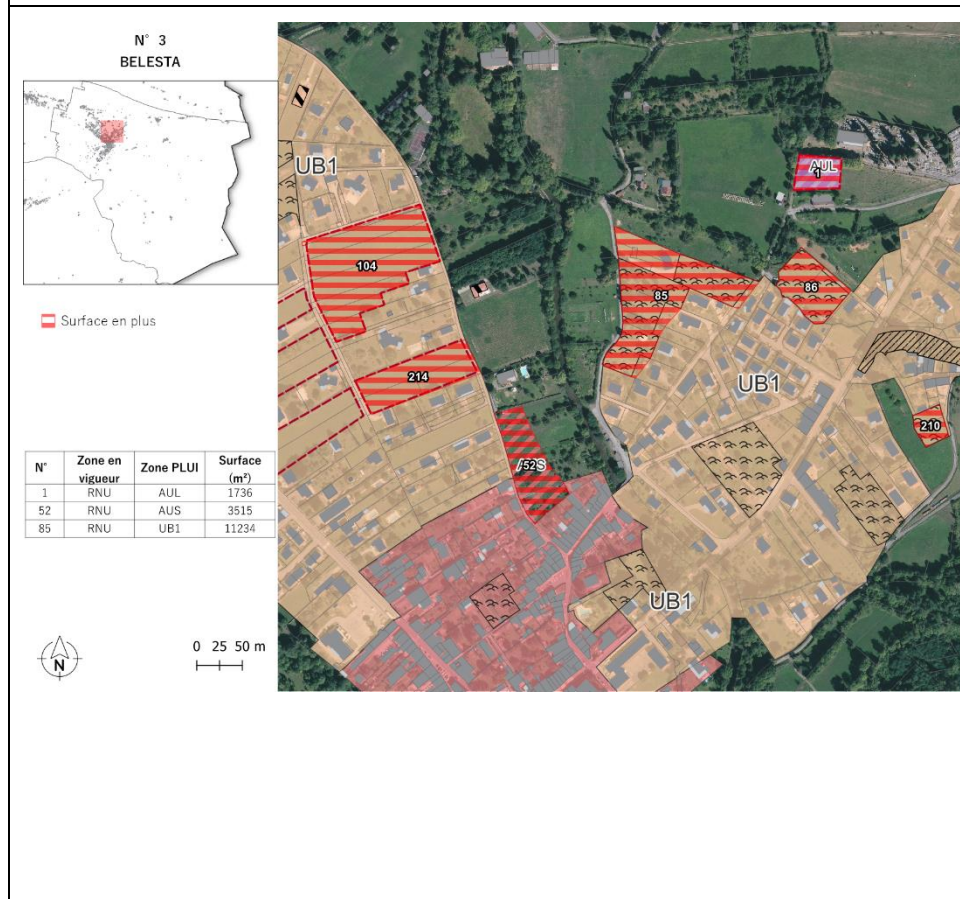 N° 3
BELESTA
Surface en plus
N° Zone en vigueur Zone PLUI Surface (m²)
1 RNU AUL 1736
52 RNU AUS 3515
85 RNU UB1 11234
N
0 25 50 m
UB1
AUL
1
104
85
86
214
UB1
210
52
UB1